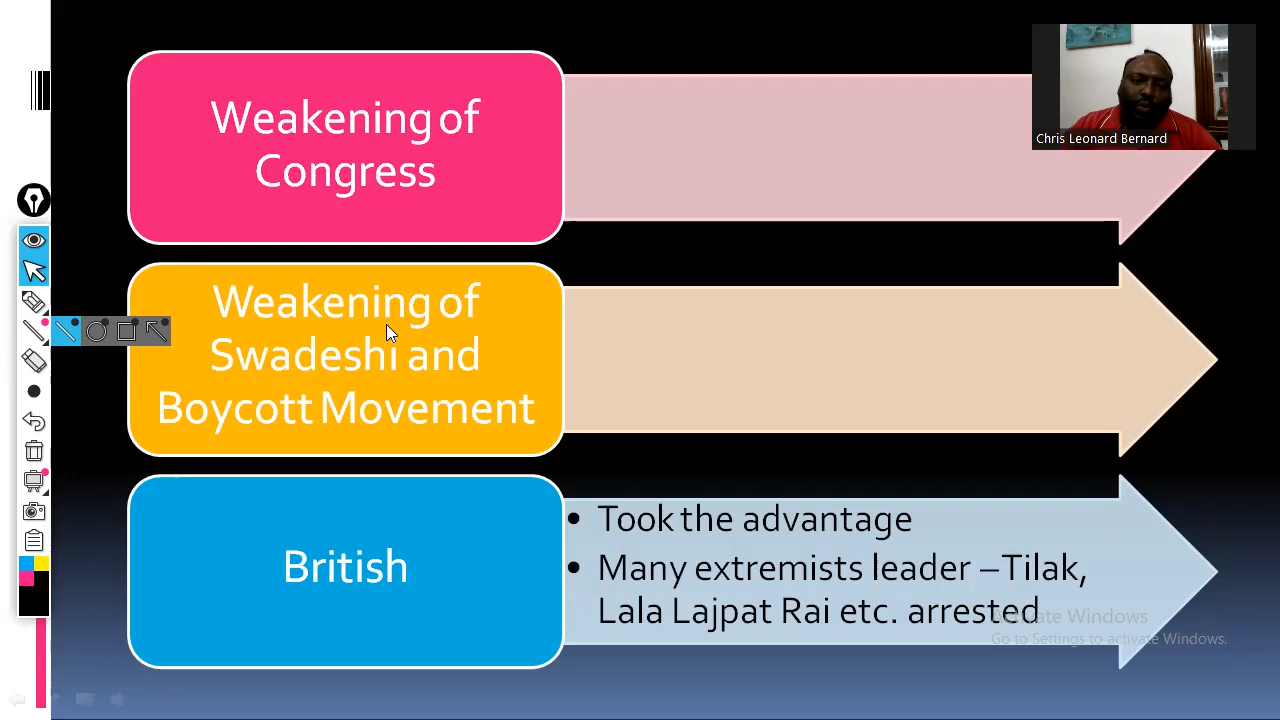 Weakening of
Congress
Chris Leonard Bernard
Weakening of
Swadeshi and
Boycott Movement
British
• Took the advantage
• Many extremists leader –Tilak,
Lala Lajpat Rai etc. arrested
Activate Windows
Go to Settings to activate Windows.